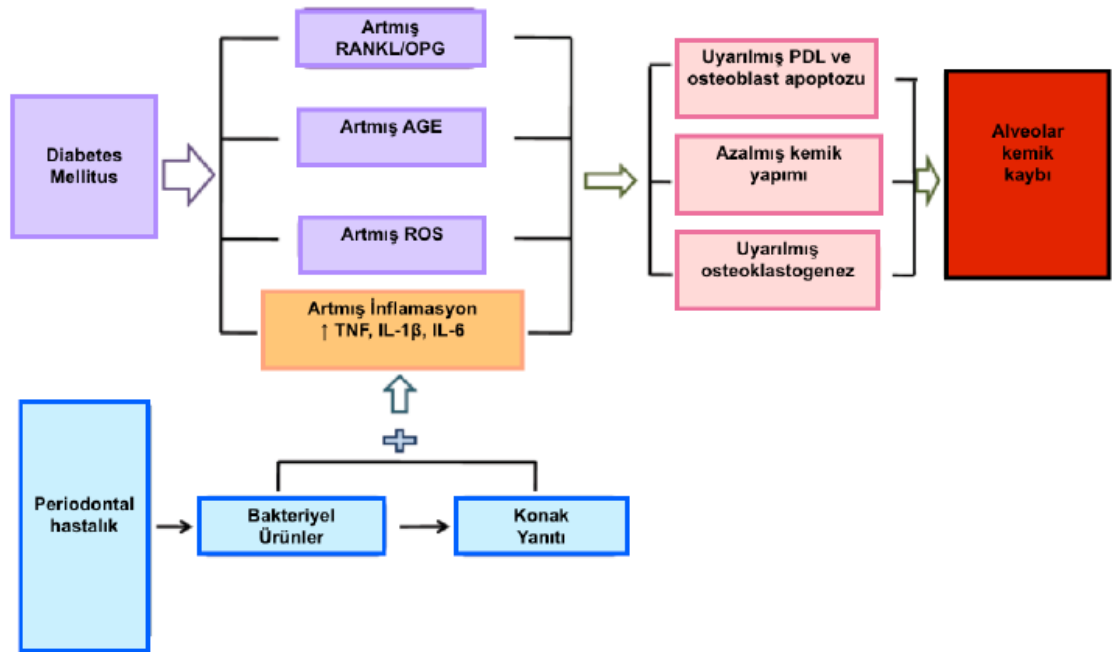 Diabetes
Mellitus
Artmış
RANKL/OPG
Artmış AGE
Artmış ROS
Artmış İnflamasyon
↑ TNF, IL-1β, IL-6
Uyarılmış PDL ve
osteoblast apoptozu
Azalmış kemik
yapımı
Uyarılmış
osteoklastogenez
Alveolar
kemik
kaybı
Periodontal
hastalık
Bakteriyel
Ürünler
Konak
Yanıtı